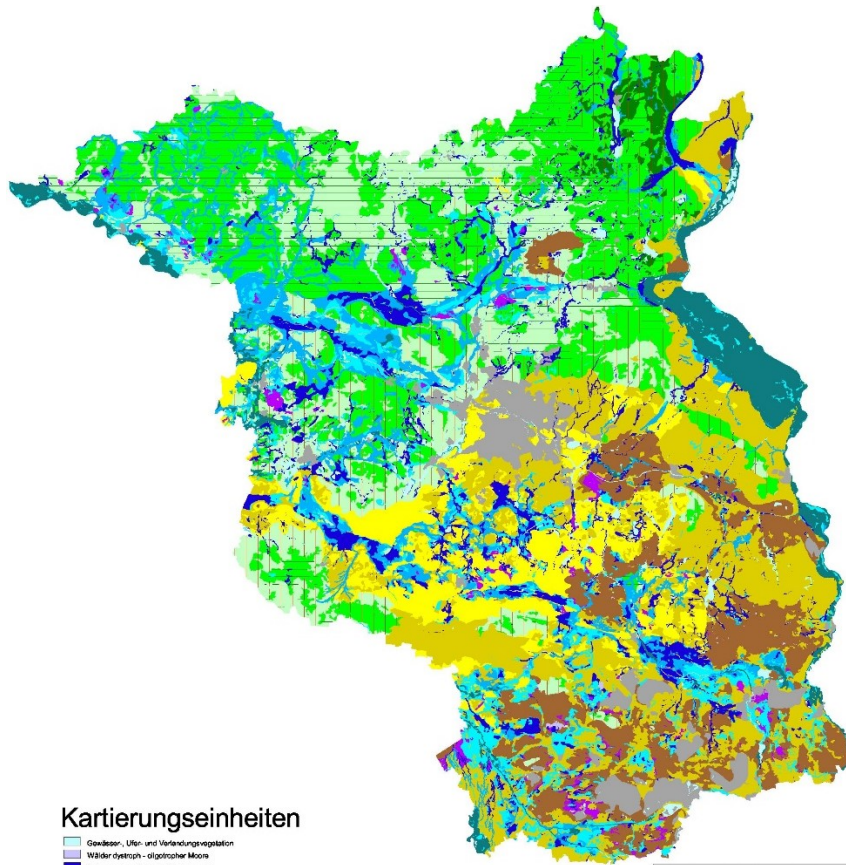 Kartierungseinheiten
Gewässer-, Ufer- und Verlandungsvegetation
Wälder dystroph - oligotropher Moore